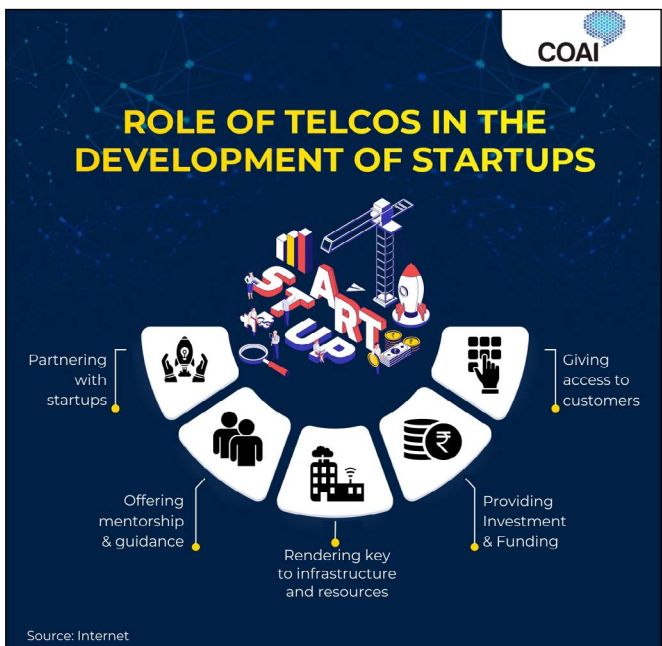 COAI
ROLE OF TELCOS IN THE
DEVELOPMENT OF STARTUPS
START
UP
Partnering
with
startups
Offering
mentorship
& guidance
Rendering key
to infrastructure
and resources
₹
Providing
Investment
& Funding
Giving
access to
customers
Source: Internet